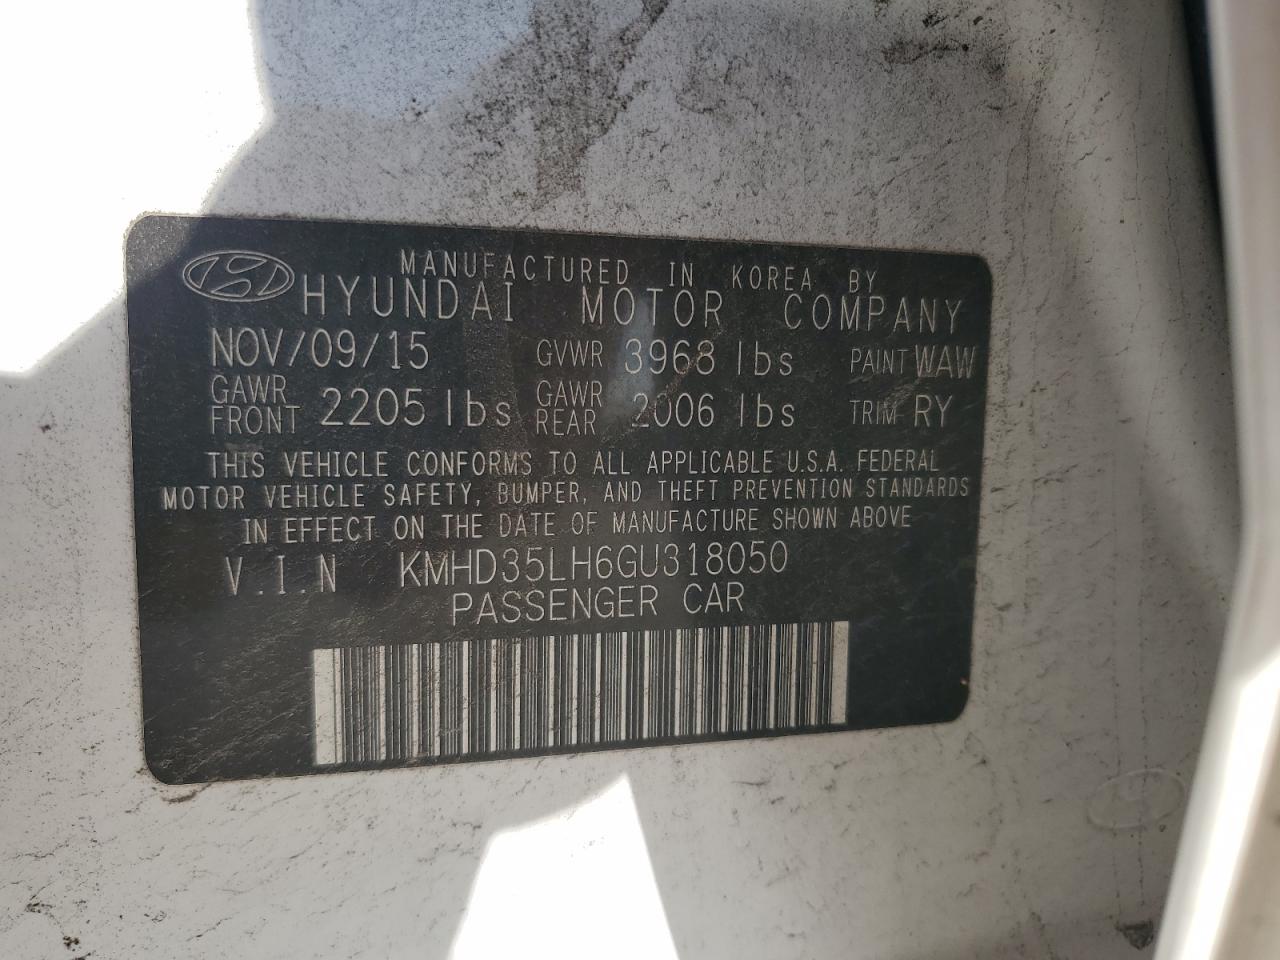 MANUFACTURED IN KOREA BY
HYUNDAI MOTOR COMPANY
NOV/09/15 GVWR 3968 lbs PAINT WAW
GAWR FRONT 2205 lbs GAWR REAR 2006 lbs TRIM RY
THIS VEHICLE CONFORMS TO ALL APPLICABLE U.S.A. FEDERAL
MOTOR VEHICLE SAFETY, BUMPER, AND THEFT PREVENTION STANDARDS
IN EFFECT ON THE DATE OF MANUFACTURE SHOWN ABOVE
V.I.N KMHD35LH6GU318050
PASSENGER CAR